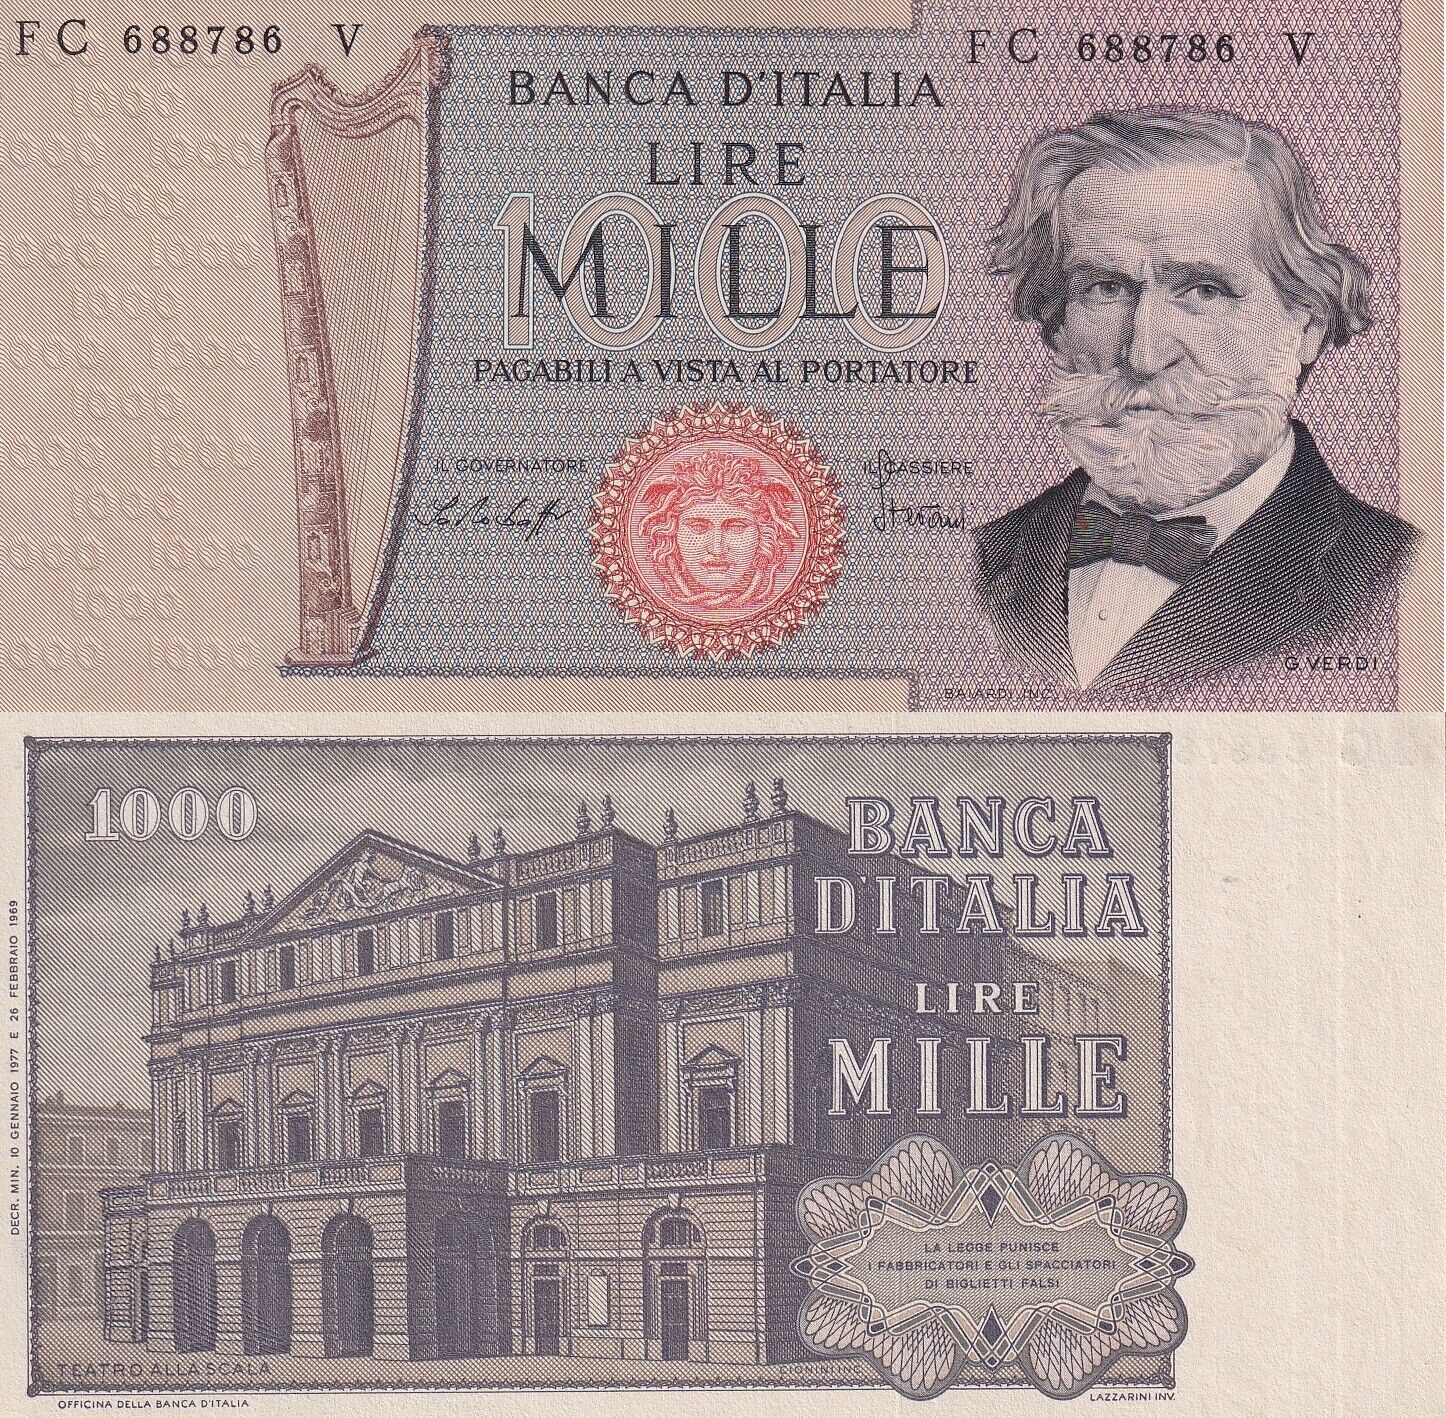 FC 688786 V
FC 688786 V
BANCA D'ITALIA
LIRE
1000
MILLE
PAGABILI A VISTA AL PORTATORE
IL GOVERNATORE
IL CASSIERE
G. VERDI
BAIARDI INC.
1000
BANCA
D'ITALIA
LIRE
MILLE
DECR. MIN. 10 GENNAIO 1977 E 26 FEBBRAIO 1969
LA LEGGE PUNISCE
I FABBRICATORI E GLI SPACCIATORI
DI BIGLIETTI FALSI
TEATRO ALLA SCALA
OFFICINA DELLA BANCA D'ITALIA
LAZZARINI INV.